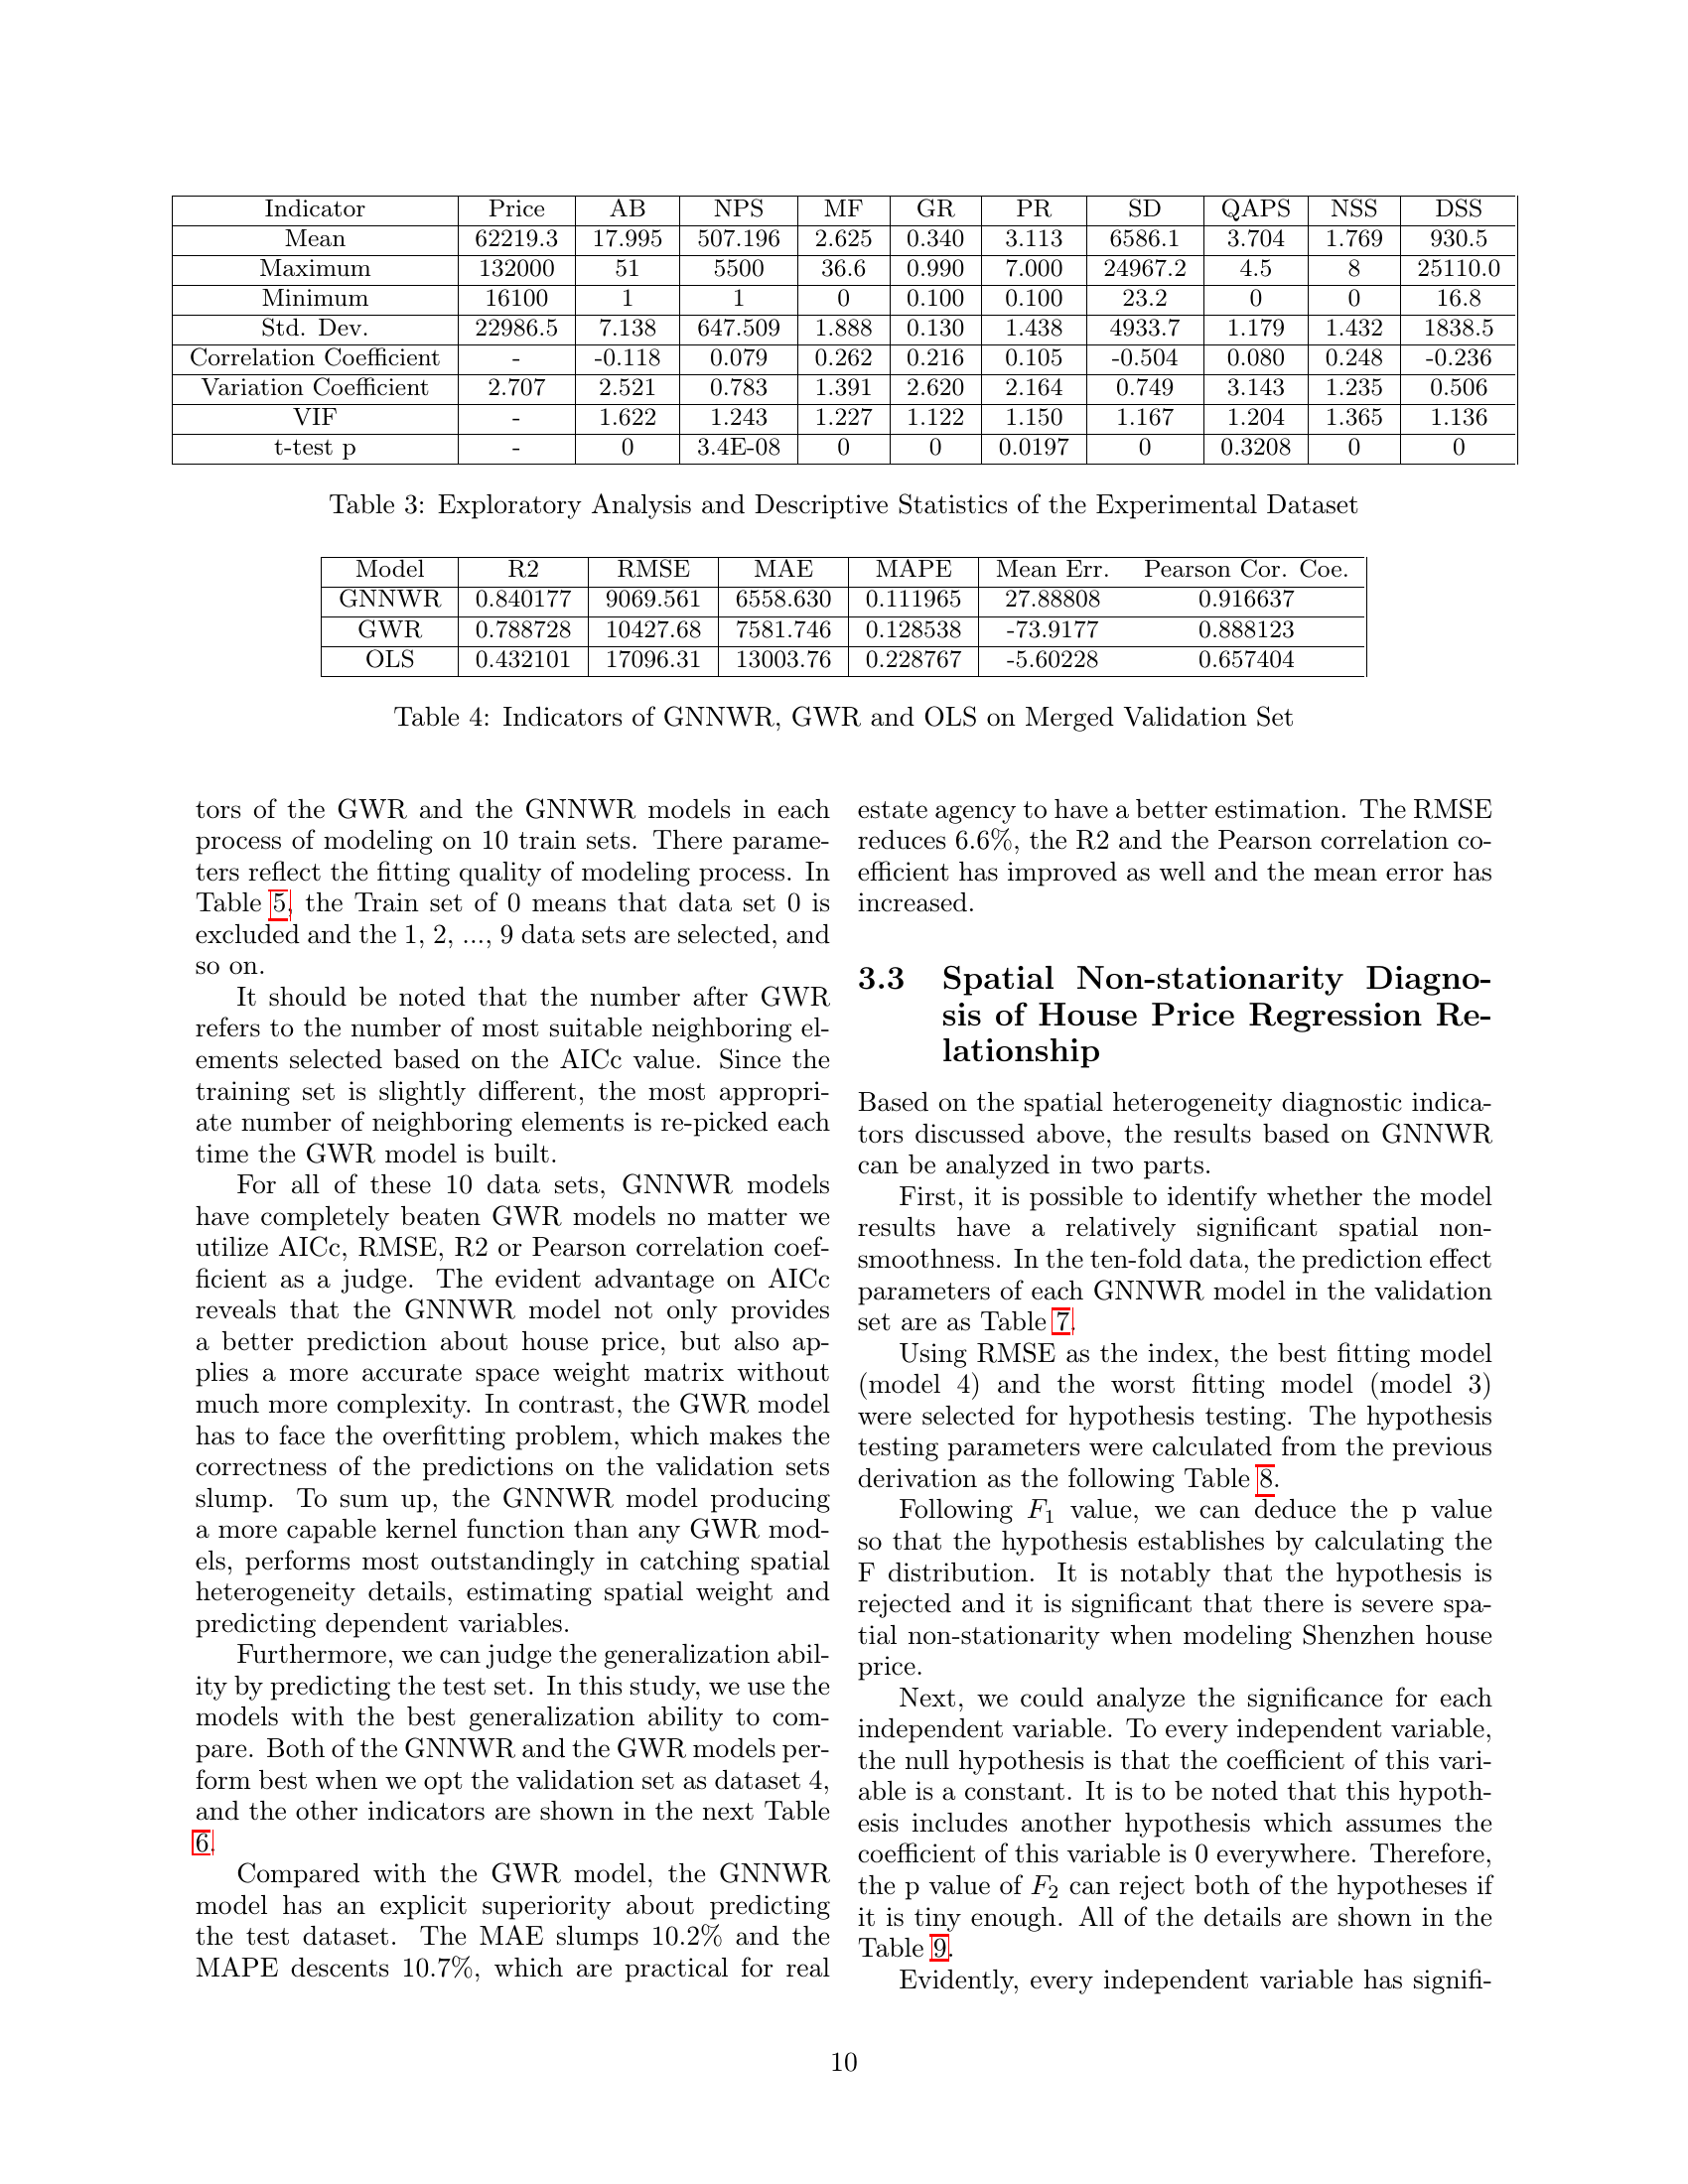 Indicator Price AB NPS MF GR PR SD QAPS NSS DSS
Mean 62219.3 17.995 507.196 2.625 0.340 3.113 6586.1 3.704 1.769 930.5
Maximum 132000 51 5500 36.6 0.990 7.000 24967.2 4.5 8 25110.0
Minimum 16100 1 1 0 0.100 0.100 23.2 0 0 16.8
Std. Dev. 22986.5 7.138 647.509 1.888 0.130 1.438 4933.7 1.179 1.432 1838.5
Correlation Coefficient - -0.118 0.079 0.262 0.216 0.105 -0.504 0.080 0.248 -0.236
Variation Coefficient 2.707 2.521 0.783 1.391 2.620 2.164 0.749 3.143 1.235 0.506
VIF - 1.622 1.243 1.227 1.122 1.150 1.167 1.204 1.365 1.136
t-test p - 0 3.4E-08 0 0 0.0197 0 0.3208 0 0
Table 3: Exploratory Analysis and Descriptive Statistics of the Experimental Dataset
Model R2 RMSE MAE MAPE Mean Err. Pearson Cor. Coe.
GNNWR 0.840177 9069.561 6558.630 0.111965 27.88808 0.916637
GWR 0.788728 10427.68 7581.746 0.128538 -73.9177 0.888123
OLS 0.432101 17096.31 13003.76 0.228767 -5.60228 0.657404
Table 4: Indicators of GNNWR, GWR and OLS on Merged Validation Set
tors of the GWR and the GNNWR models in each
process of modeling on 10 train sets. There parame-
ters reflect the fitting quality of modeling process. In
Table 5, the Train set of 0 means that data set 0 is
excluded and the 1, 2, ..., 9 data sets are selected, and
so on.
It should be noted that the number after GWR
refers to the number of most suitable neighboring el-
ements selected based on the AICc value. Since the
training set is slightly different, the most appropri-
ate number of neighboring elements is re-picked each
time the GWR model is built.
For all of these 10 data sets, GNNWR models
have completely beaten GWR models no matter we
utilize AICc, RMSE, R2 or Pearson correlation coef-
ficient as a judge. The evident advantage on AICc
reveals that the GNNWR model not only provides
a better prediction about house price, but also ap-
plies a more accurate space weight matrix without
much more complexity. In contrast, the GWR model
has to face the overfitting problem, which makes the
correctness of the predictions on the validation sets
slump. To sum up, the GNNWR model producing
a more capable kernel function than any GWR mod-
els, performs most outstandingly in catching spatial
heterogeneity details, estimating spatial weight and
predicting dependent variables.
Furthermore, we can judge the generalization abil-
ity by predicting the test set. In this study, we use the
models with the best generalization ability to com-
pare. Both of the GNNWR and the GWR models per-
form best when we opt the validation set as dataset 4,
and the other indicators are shown in the next Table
6.
Compared with the GWR model, the GNNWR
model has an explicit superiority about predicting
the test dataset. The MAE slumps 10.2% and the
MAPE descents 10.7%, which are practical for real
estate agency to have a better estimation. The RMSE
reduces 6.6%, the R2 and the Pearson correlation co-
efficient has improved as well and the mean error has
increased.
3.3 Spatial Non-stationarity Diagno-
sis of House Price Regression Re-
lationship
Based on the spatial heterogeneity diagnostic indica-
tors discussed above, the results based on GNNWR
can be analyzed in two parts.
First, it is possible to identify whether the model
results have a relatively significant spatial non-
smoothness. In the ten-fold data, the prediction effect
parameters of each GNNWR model in the validation
set are as Table 7.
Using RMSE as the index, the best fitting model
(model 4) and the worst fitting model (model 3)
were selected for hypothesis testing. The hypothesis
testing parameters were calculated from the previous
derivation as the following Table 8.
Following F1 value, we can deduce the p value
so that the hypothesis establishes by calculating the
F distribution. It is notably that the hypothesis is
rejected and it is significant that there is severe spa-
tial non-stationarity when modeling Shenzhen house
price.
Next, we could analyze the significance for each
independent variable. To every independent variable,
the null hypothesis is that the coefficient of this vari-
able is a constant. It is to be noted that this hypoth-
esis includes another hypothesis which assumes the
coefficient of this variable is 0 everywhere. Therefore,
the p value of F2 can reject both of the hypotheses if
it is tiny enough. All of the details are shown in the
Table 9.
Evidently, every independent variable has signifi-
10